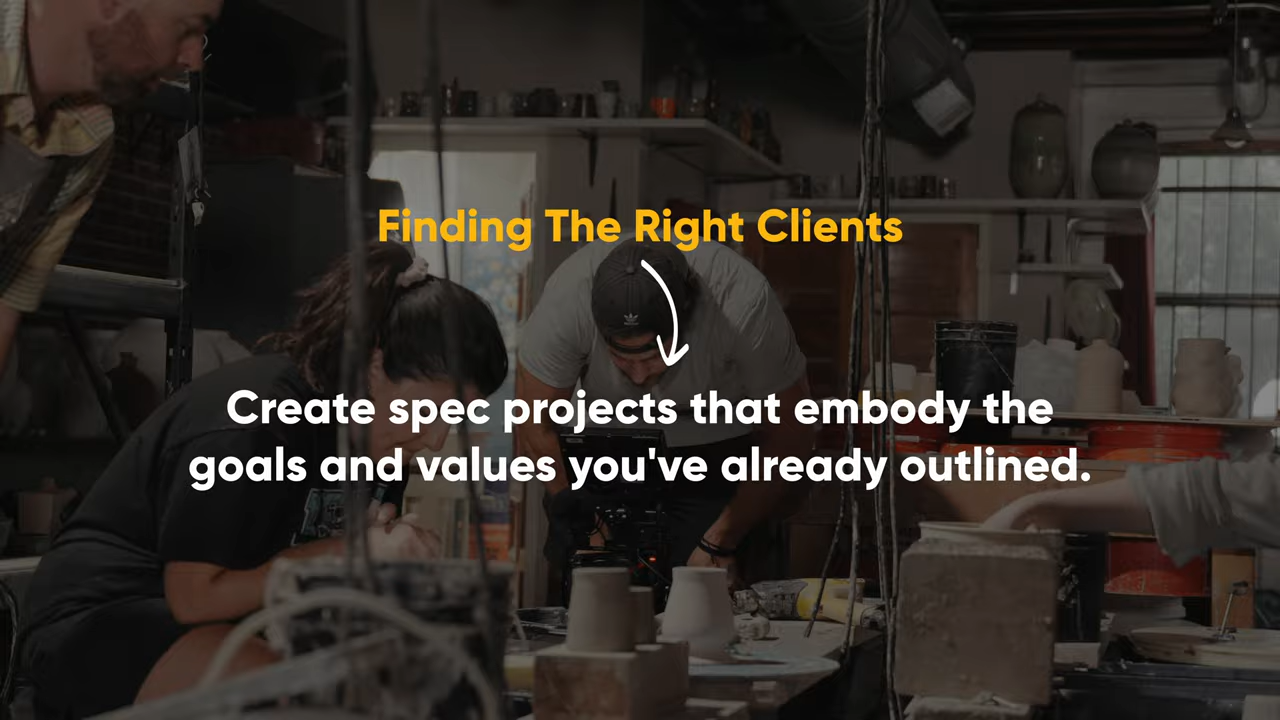 Finding The Right Clients
Create spec projects that embody the
goals and values you've already outlined.